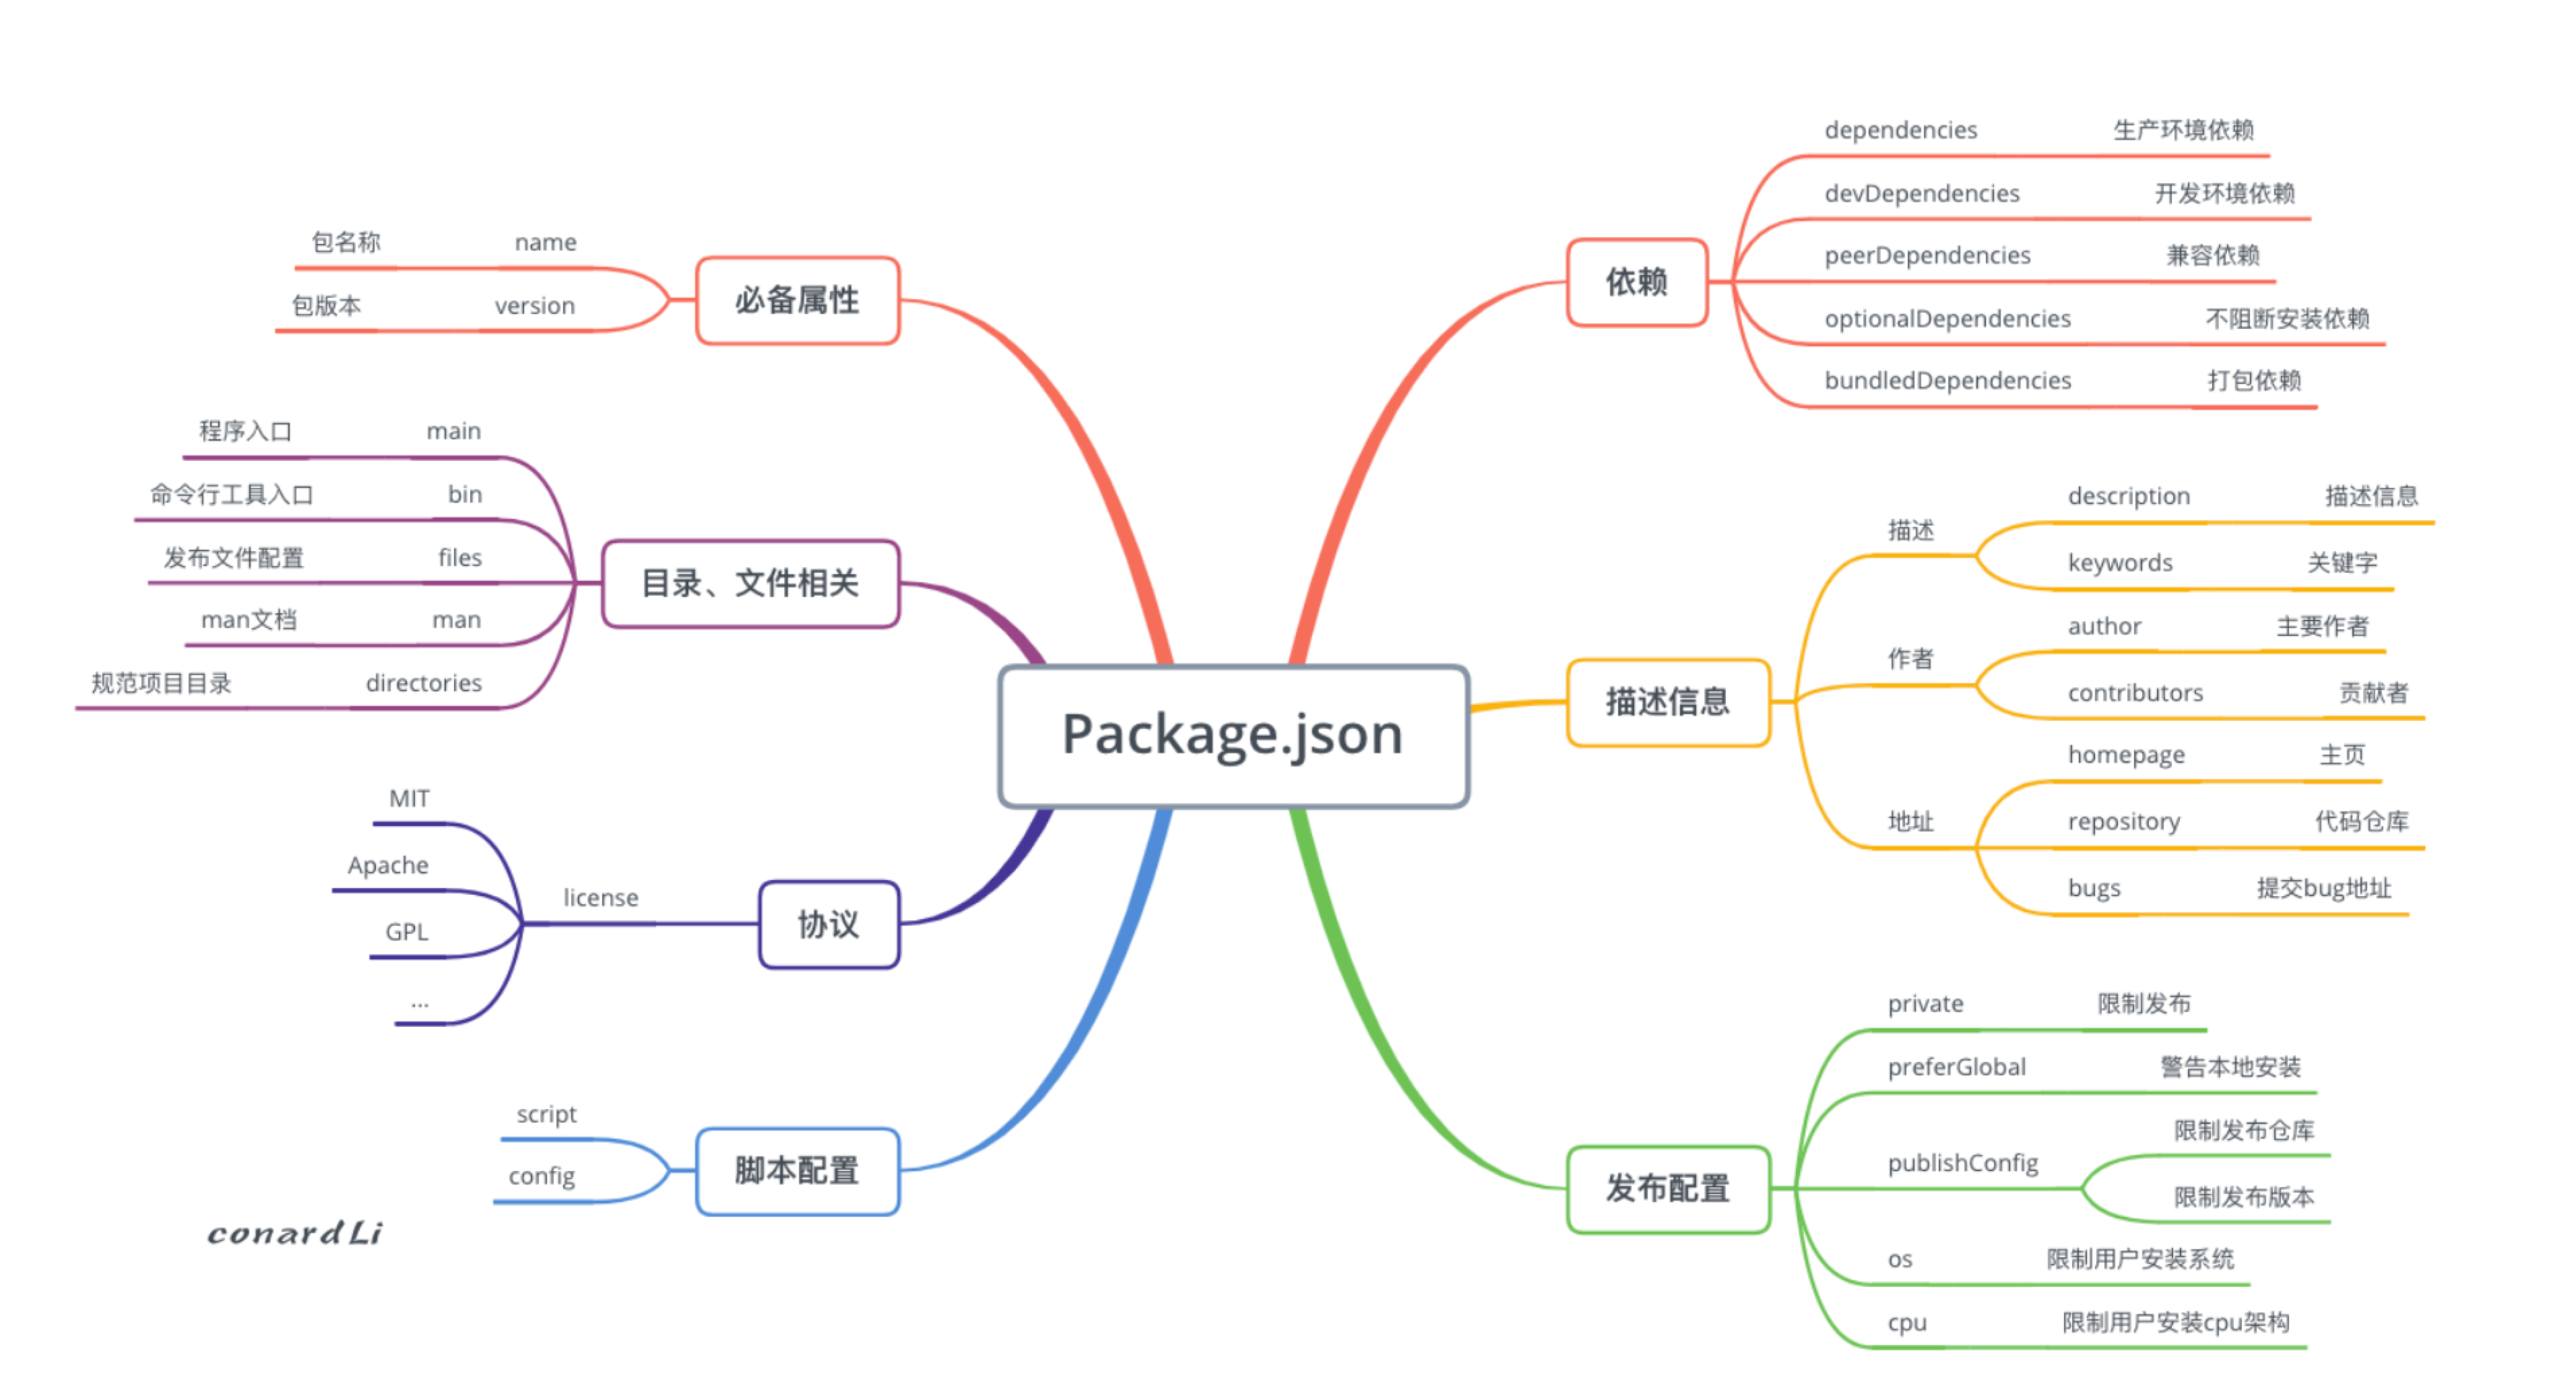 Package.json
必备属性
name 包名称
version 包版本
目录、文件相关
main 程序入口
bin 命令行工具入口
files 发布文件配置
man man文档
directories 规范项目目录
协议
license
MIT
Apache
GPL
...
脚本配置
script
config
依赖
dependencies 生产环境依赖
devDependencies 开发环境依赖
peerDependencies 兼容依赖
optionalDependencies 不阻断安装依赖
bundledDependencies 打包依赖
描述信息
描述
description 描述信息
keywords 关键字
作者
author 主要作者
contributors 贡献者
地址
homepage 主页
repository 代码仓库
bugs 提交bug地址
发布配置
private 限制发布
preferGlobal 警告本地安装
publishConfig
限制发布仓库
限制发布版本
os 限制用户安装系统
cpu 限制用户安装cpu架构
conardLi